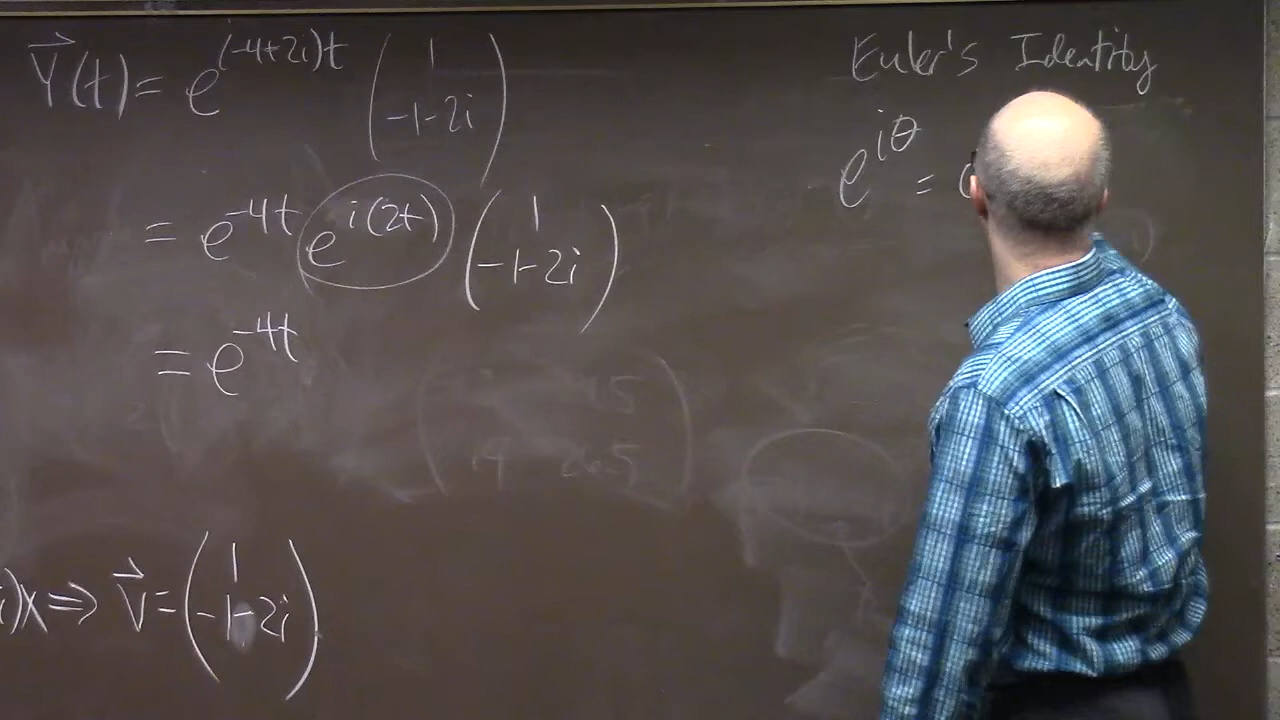 Y⃗(t) = e^{(-4+2i)t} ( 1 / -1-2i )
= e^{-4t} e^{i(2t)} ( 1 / -1-2i )
= e^{-4t}
i)x ⇒ V⃗ = ( 1 / -1-2i )
Euler's Identity
e^{iθ} =